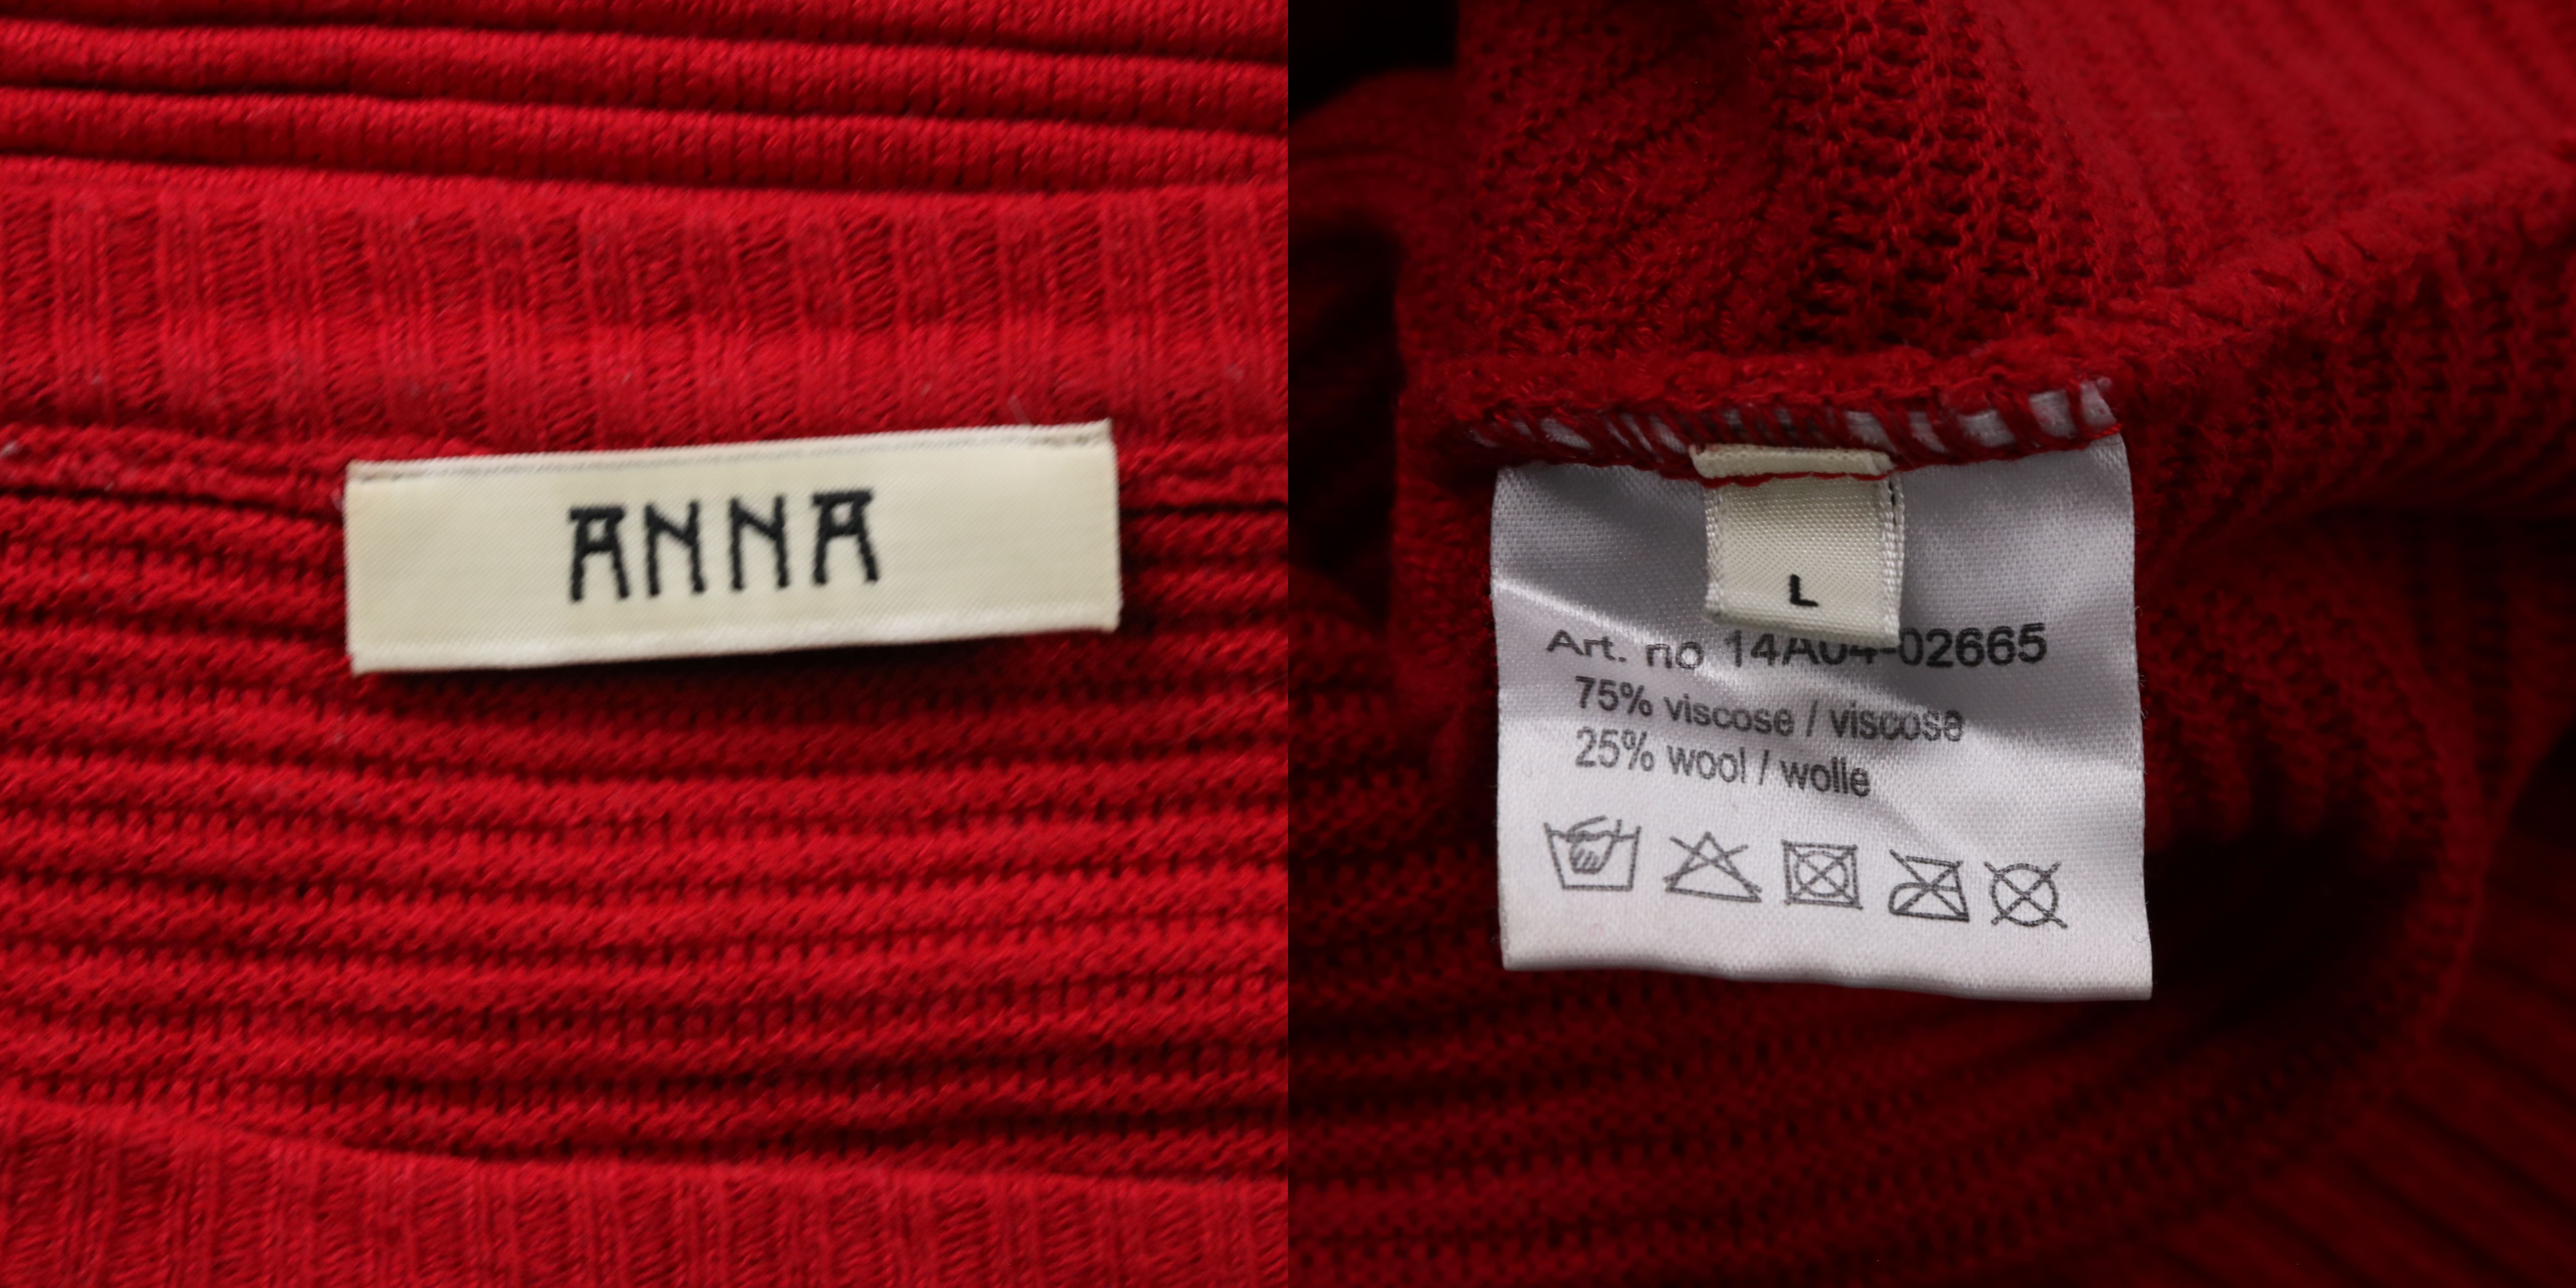 ANNA
L
Art. no 14A04-02665
75% viscose / viscose
25% wool / wolle